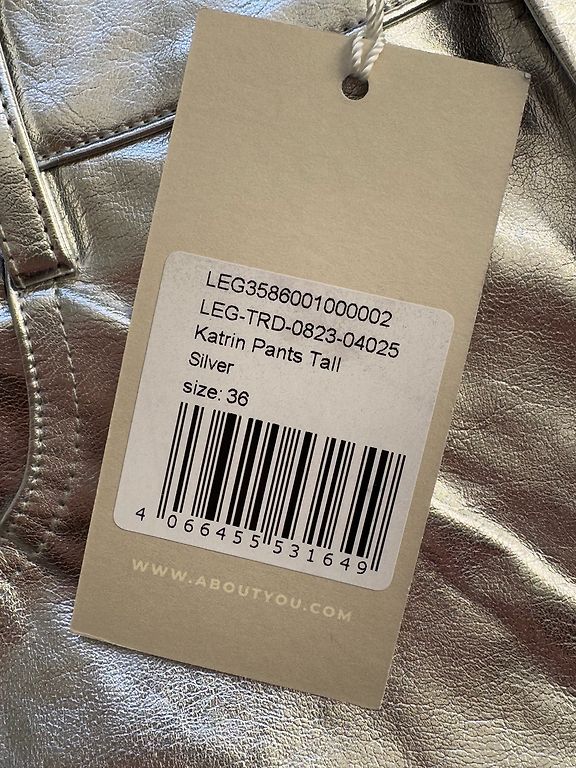 LEG3586001000002
LEG-TRD-0823-04025
Katrin Pants Tall
Silver
size: 36
4 066455 531649
WWW.ABOUTYOU.COM